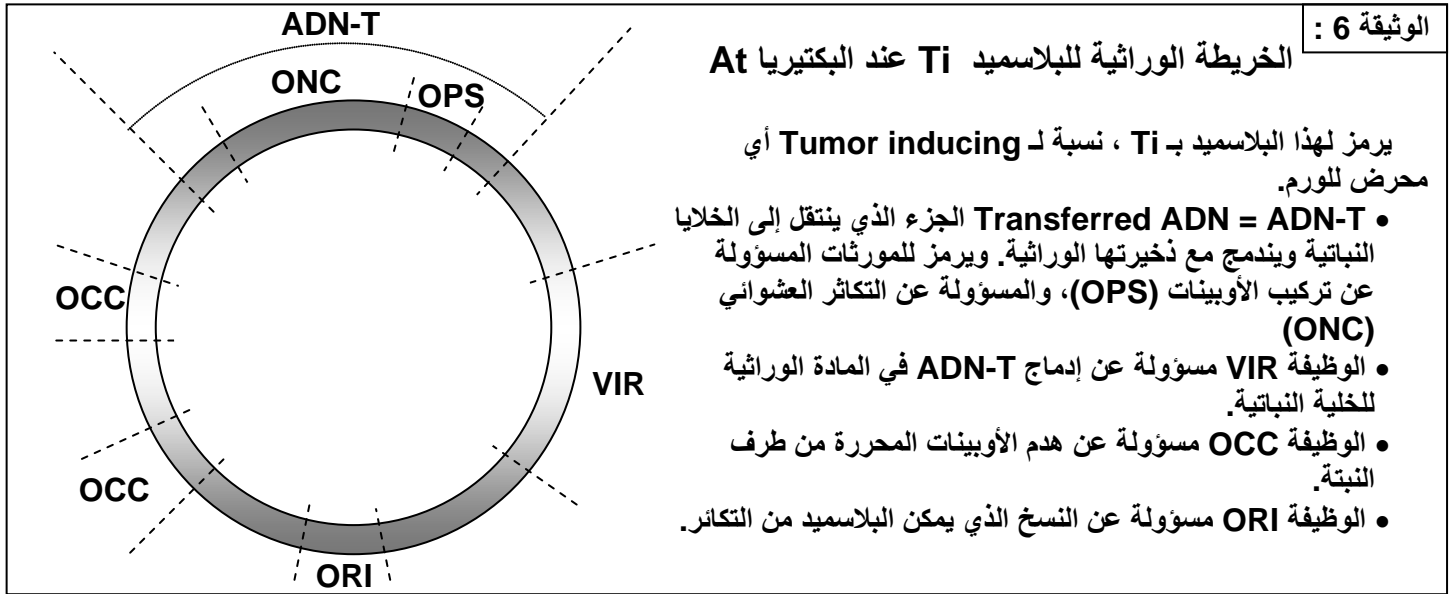 الوثيقة 6 :
الخريطة الوراثية للبلاسميد Ti عند البكتيريا At
يرمز لهذا البلاسميد بـ Ti ، نسبة لـ Tumor inducing أي
محرض للورم.
• Transferred ADN = ADN-T الجزء الذي ينتقل إلى الخلايا
النباتية ويندمج مع ذخيرتها الوراثية. ويرمز للمورثات المسؤولة
عن تركيب الأوبينات (OPS)، والمسؤولة عن التكاثر العشوائي
(ONC)
• الوظيفة VIR مسؤولة عن إدماج ADN-T في المادة الوراثية
للخلية النباتية.
• الوظيفة OCC مسؤولة عن هدم الأوبينات المحررة من طرف
النبتة.
• الوظيفة ORI مسؤولة عن النسخ الذي يمكن البلاسميد من التكائر.
ADN-T
ONC
OPS
OCC
VIR
OCC
ORI